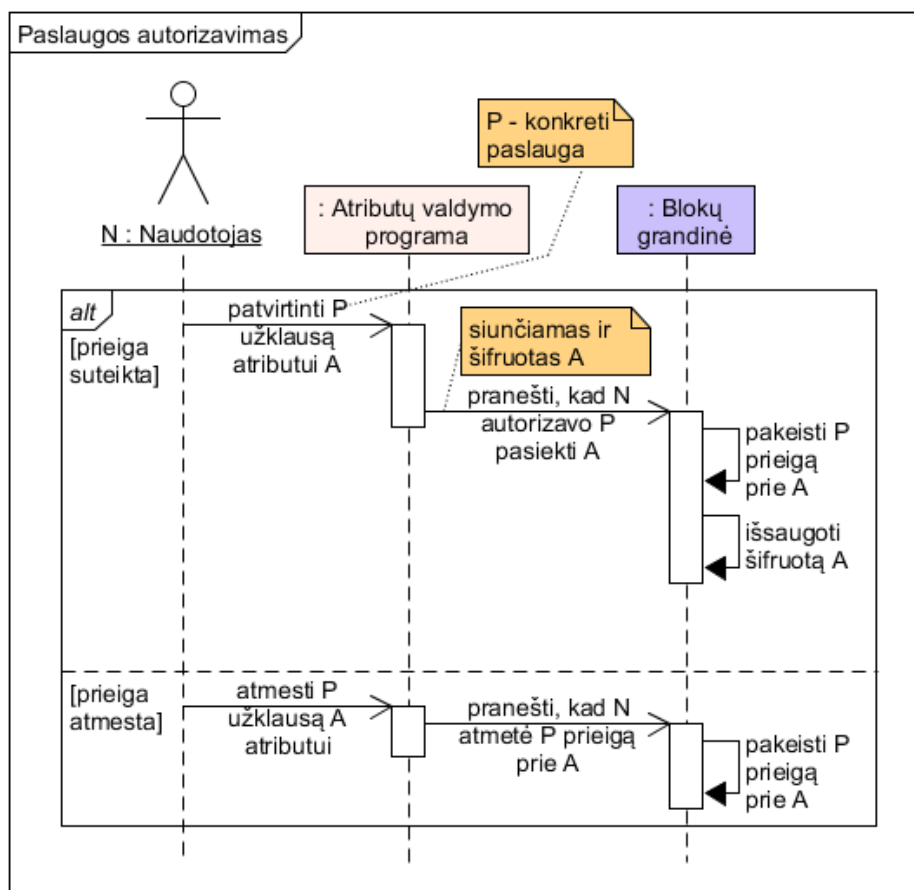 Paslaugos autorizavimas
P - konkreti
paslauga
N : Naudotojas
: Atributų valdymo
programa
: Blokų
grandinė
alt
[prieiga
suteikta]
patvirtinti P
užklausą
atributui A
siunčiamas ir
šifruotas A
pranešti, kad N
autorizavo P
pasiekti A
pakeisti P
prieigą
prie A
išsaugoti
šifruotą A
[prieiga
atmesta]
atmesti P
užklausą A
atributui
pranešti, kad N
atmetė P prieigą
prie A
pakeisti P
prieigą
prie A